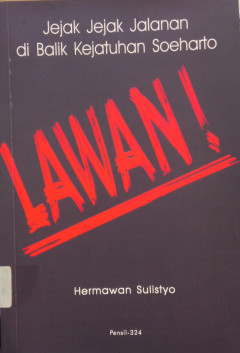 Jejak Jejak Jalanan
di Balik Kejatuhan Soeharto
LAWAN!
Hermawan Sulistyo
Pensil-324